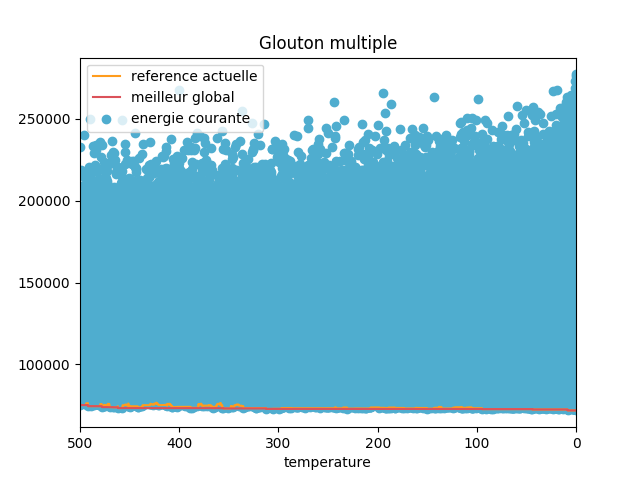 Glouton multiple
reference actuelle
meilleur global
energie courante
250000
200000
150000
100000
500
400
300
200
100
0
temperature